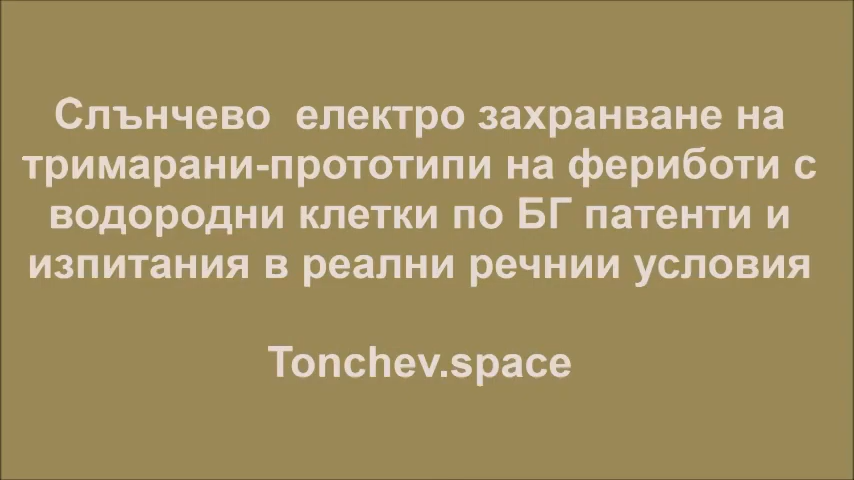 Слънчево  електро захранване на
тримарани-прототипи на фериботи с
водородни клетки по БГ патенти и
изпитания в реални речнии условия
Tonchev.space